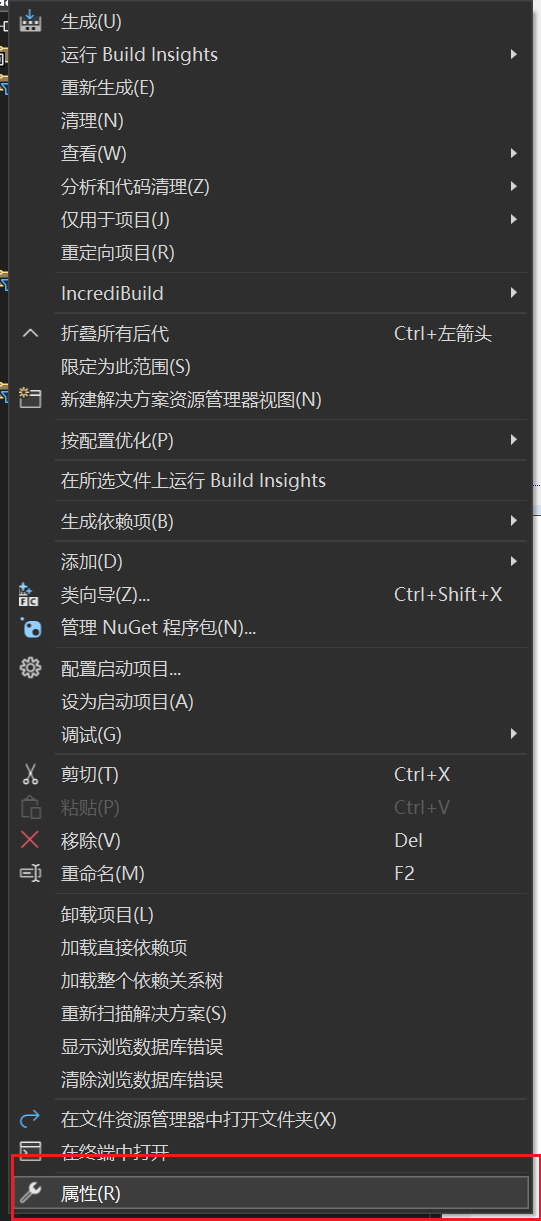 生成(U)
运行 Build Insights
重新生成(E)
清理(N)
查看(W)
分析和代码清理(Z)
仅用于项目(J)
重定向项目(R)
IncrediBuild
折叠所有后代 Ctrl+左箭头
限定为此范围(S)
新建解决方案资源管理器视图(N)
按配置优化(P)
在所选文件上运行 Build Insights
生成依赖项(B)
添加(D)
类向导(Z)... Ctrl+Shift+X
管理 NuGet 程序包(N)...
配置启动项目...
设为启动项目(A)
调试(G)
剪切(T) Ctrl+X
粘贴(P) Ctrl+V
移除(V) Del
重命名(M) F2
卸载项目(L)
加载直接依赖项
加载整个依赖关系树
重新扫描解决方案(S)
显示浏览数据库错误
清除浏览数据库错误
在文件资源管理器中打开文件夹(X)
在终端中打开
属性(R)